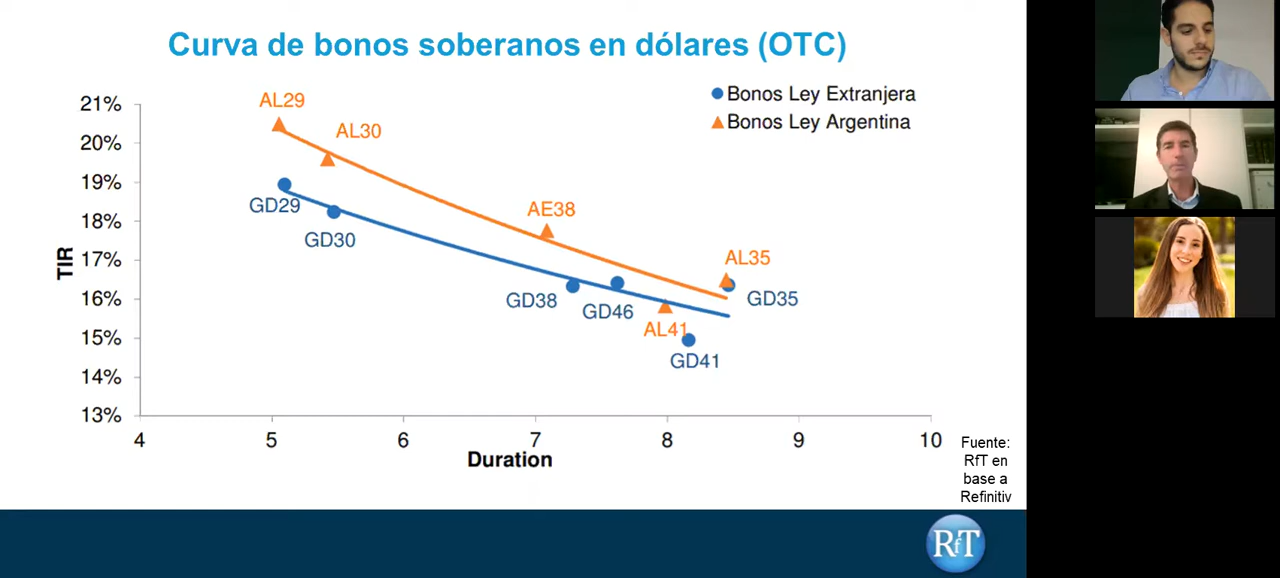 Curva de bonos soberanos en dólares (OTC)
Bonos Ley Extranjera
Bonos Ley Argentina
TIR
21%
20%
19%
18%
17%
16%
15%
14%
13%
AL29
AL30
GD29
GD30
AE38
GD38
GD46
AL35
GD35
AL41
GD41
4 5 6 7 8 9 10
Duration
Fuente:
RfT en
base a
Refinitiv
RfT